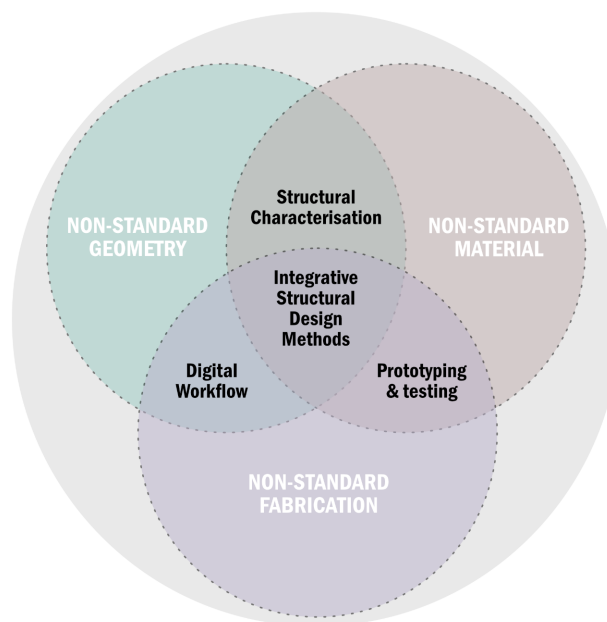 Structural
Characterisation
NON-STANDARD
GEOMETRY
NON-STANDARD
MATERIAL
Integrative
Structural
Design
Methods
Digital
Workflow
Prototyping
& testing
NON-STANDARD
FABRICATION